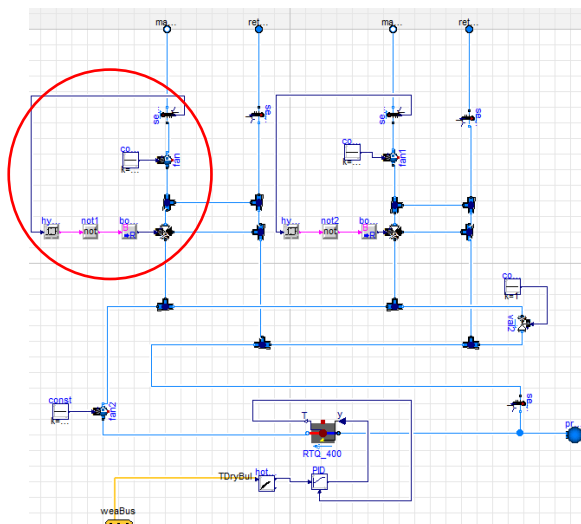 ma...
ret...
ma...
ret...
se...
se...
se...
se...
co...
k=...
fan
co...
k=...
fan1
hy...
not1
not
bo...
hy...
not2
not
bo...
co...
k=1
val2
const
k=...
fan2
se...
T
y
RTQ_400
pr...
TDryBul
hot...
PID
weaBus